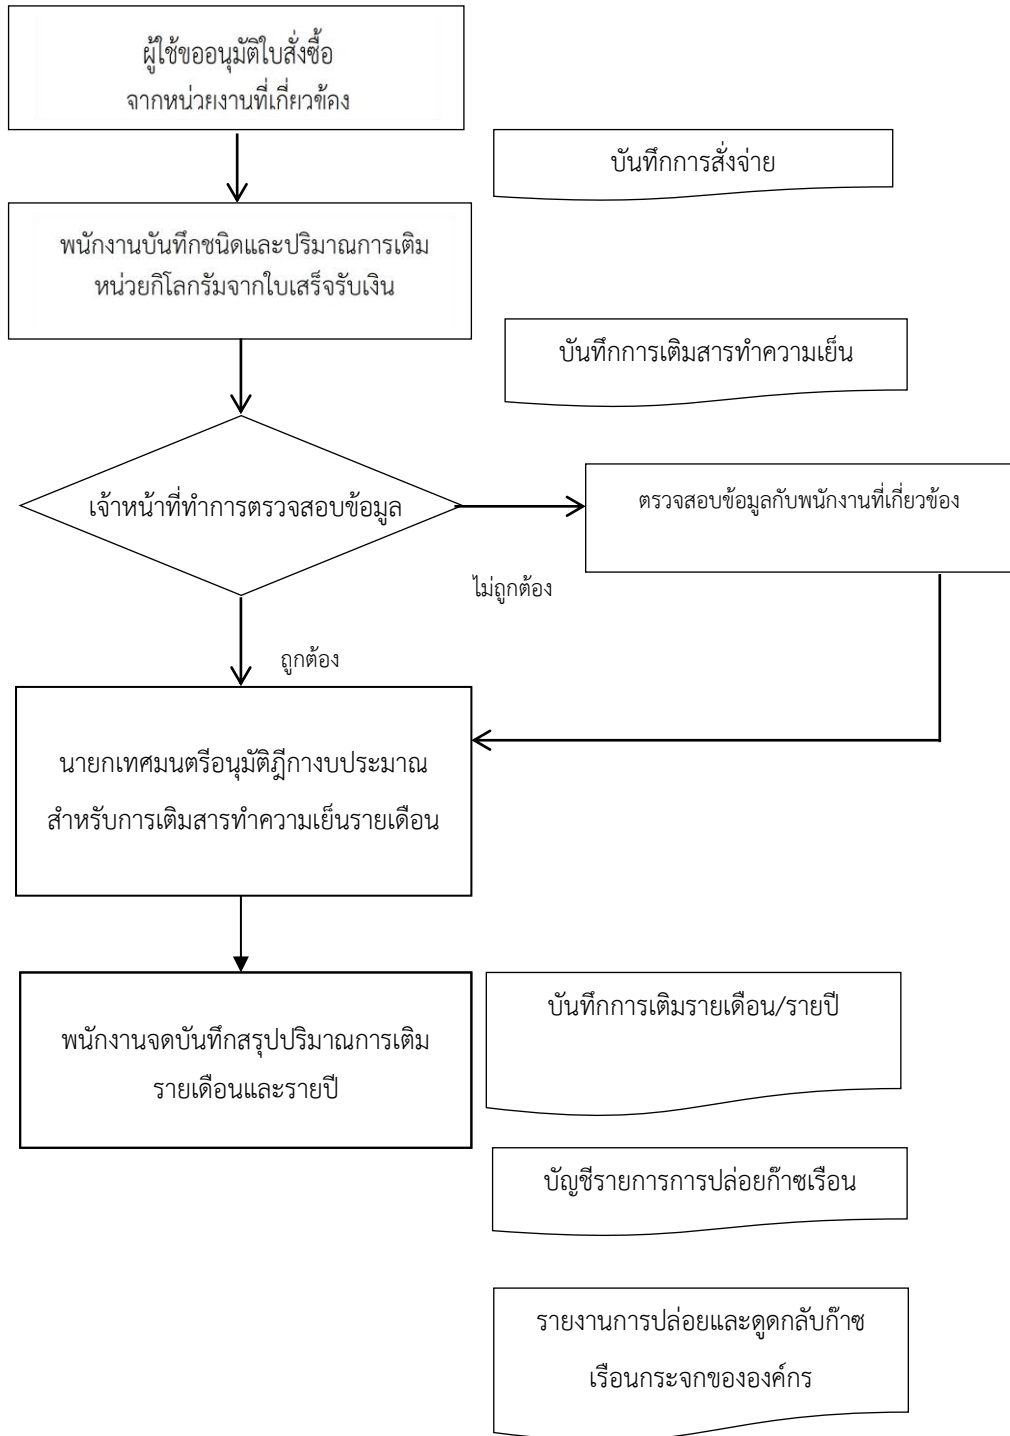 ผู้ใช้ขออนุมัติใบสั่งซื้อ
จากหน่วยงานที่เกี่ยวข้อง
บันทึกการสั่งจ่าย
พนักงานบันทึกชนิดและปริมาณการเติม
หน่วยกิโลกรัมจากใบเสร็จรับเงิน
บันทึกการเติมสารทำความเย็น
เจ้าหน้าที่ทำการตรวจสอบข้อมูล
ตรวจสอบข้อมูลกับพนักงานที่เกี่ยวข้อง
ไม่ถูกต้อง
ถูกต้อง
นายกเทศมนตรีอนุมัติฎีกางบประมาณ
สำหรับการเติมสารทำความเย็นรายเดือน
บันทึกการเติมรายเดือน/รายปี
พนักงานจดบันทึกสรุปปริมาณการเติม
รายเดือนและรายปี
บัญชีรายการการปล่อยก๊าซเรือน
รายงานการปล่อยและดูดกลับก๊าซ
เรือนกระจกขององค์กร